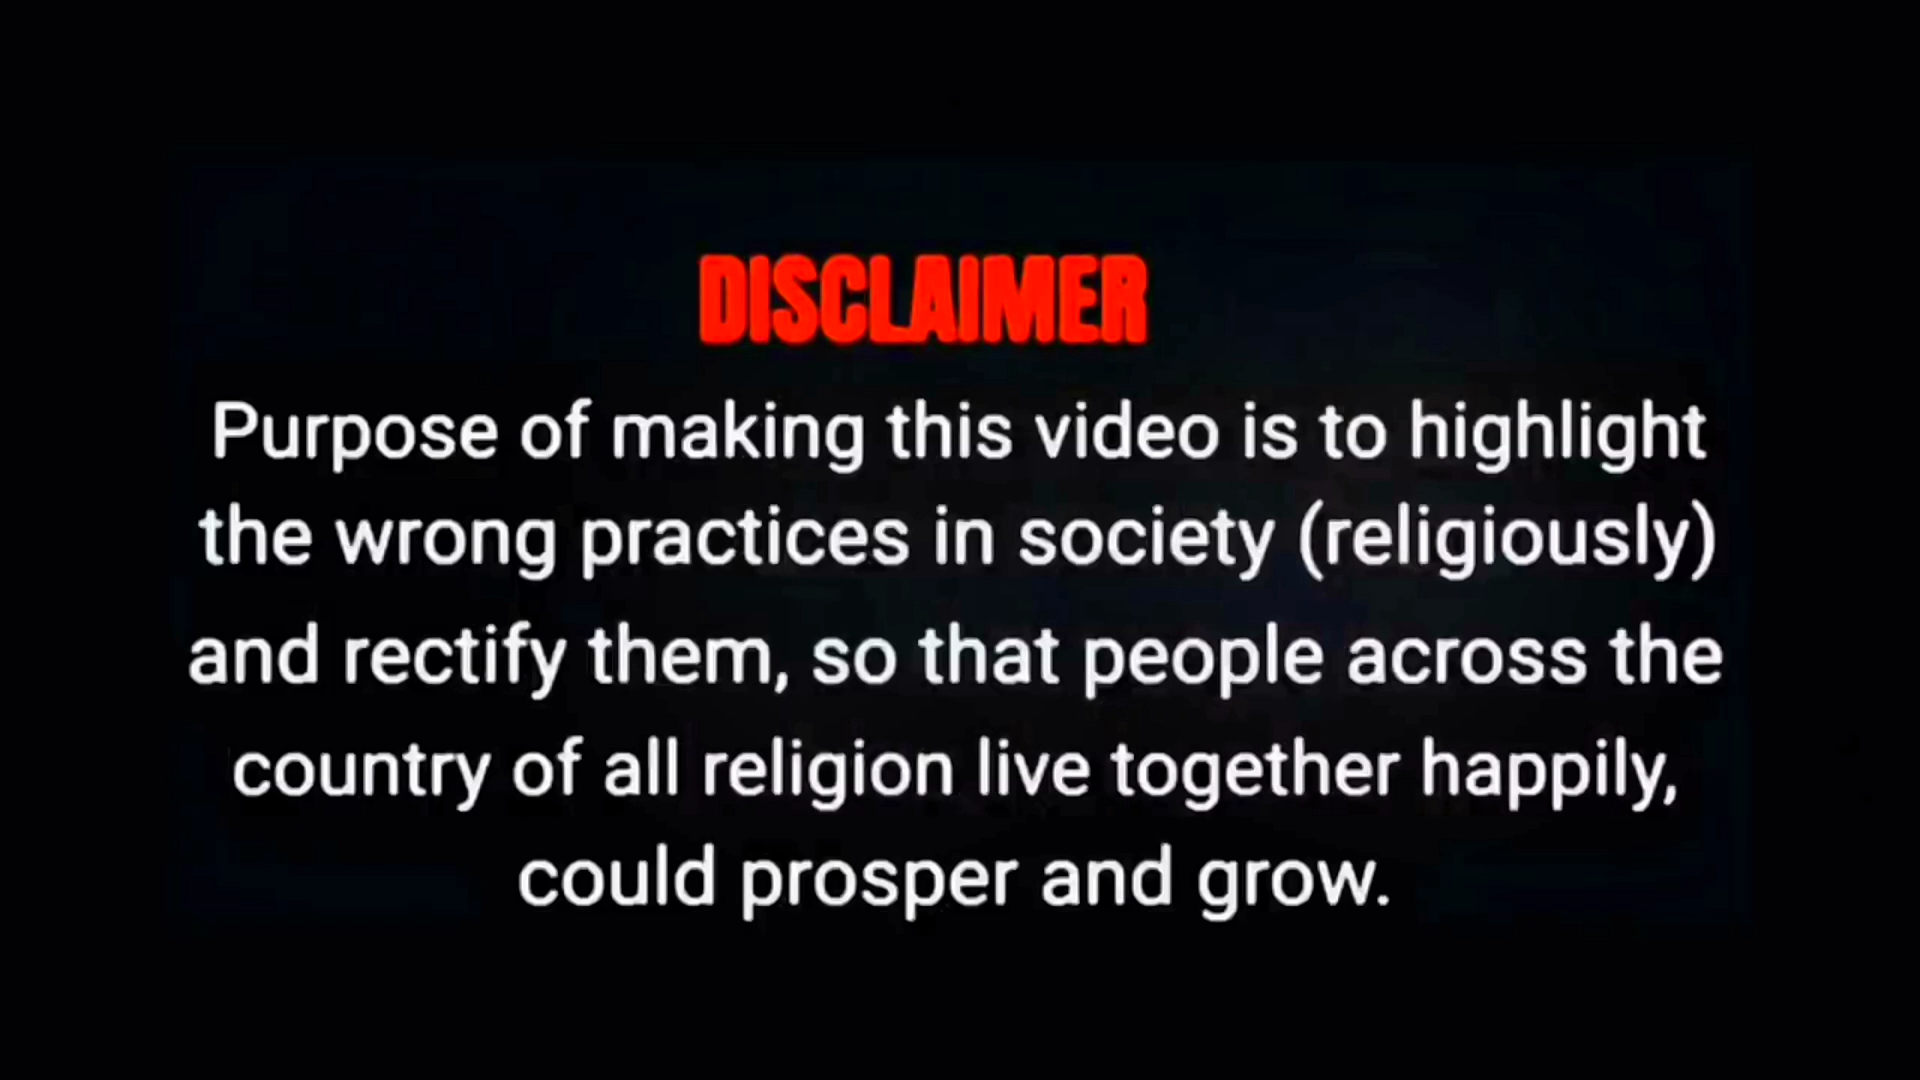 DISCLAIMER
Purpose of making this video is to highlight
the wrong practices in society (religiously)
and rectify them, so that people across the
country of all religion live together happily,
could prosper and grow.